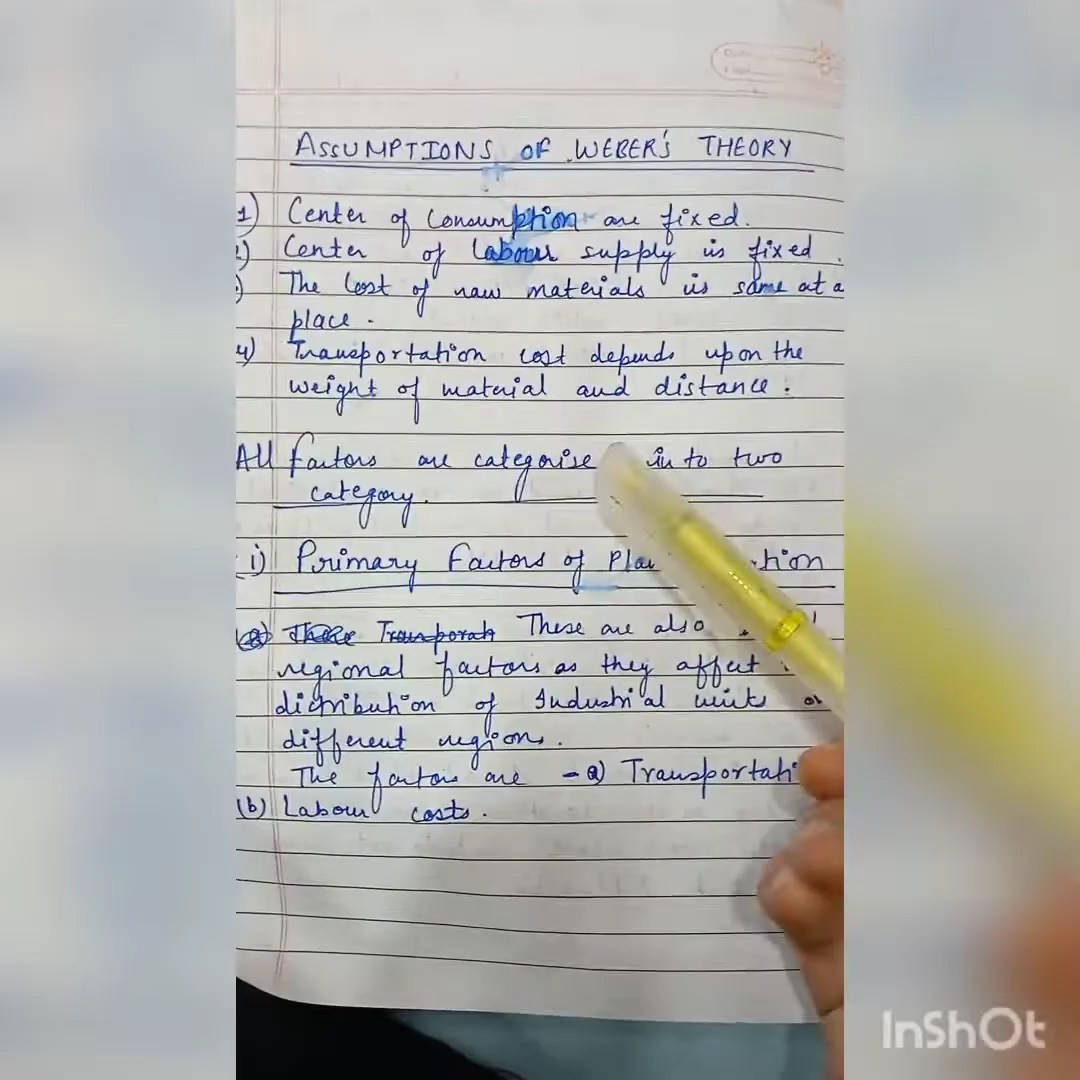 ASSUMPTIONS OF WEBER'S THEORY
1) Center of Consumption are fixed.
) Center of labour supply is fixed.
) The Cost of raw materials is same at a
place.
4) Transportation cost depends upon the
weight of material and distance.
All factors are categorise in to two
category.
i) Primary Factors of
These are also
regional factors as they affect
distribution of Industrial units
different regions.
The factors are - a) Transportati
(b) Labour costs.
InShOt